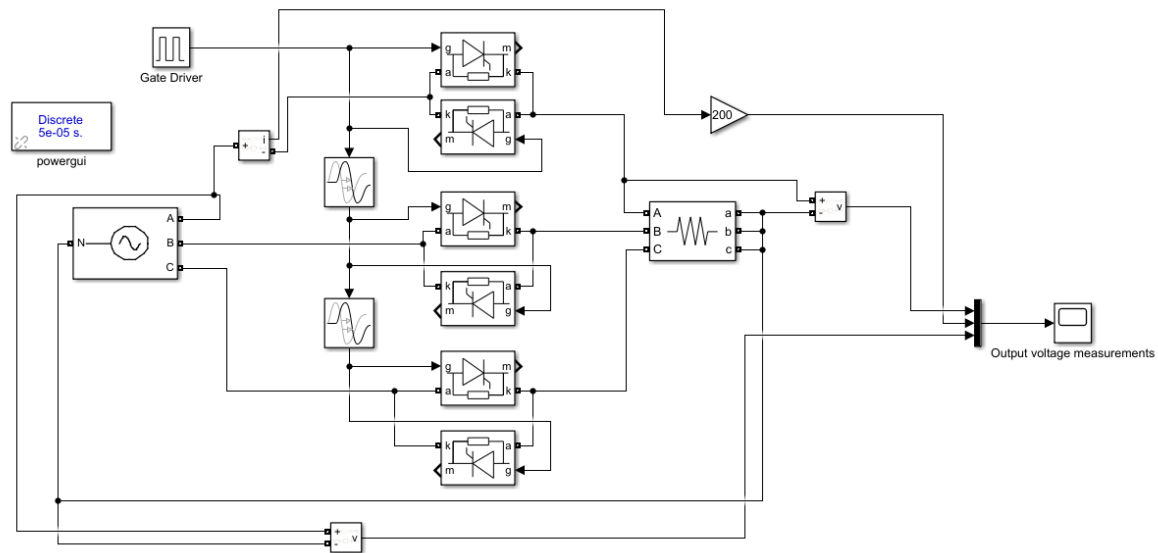 Gate Driver
g
m
a
k
Discrete
5e-05 s.
powergui
k
a
m
g
+
i
-
200
g
m
a
k
A
N
B
C
A
a
B
b
C
c
+
-
v
k
a
m
g
Output voltage measurements
g
m
a
k
k
a
m
g
+
-
v